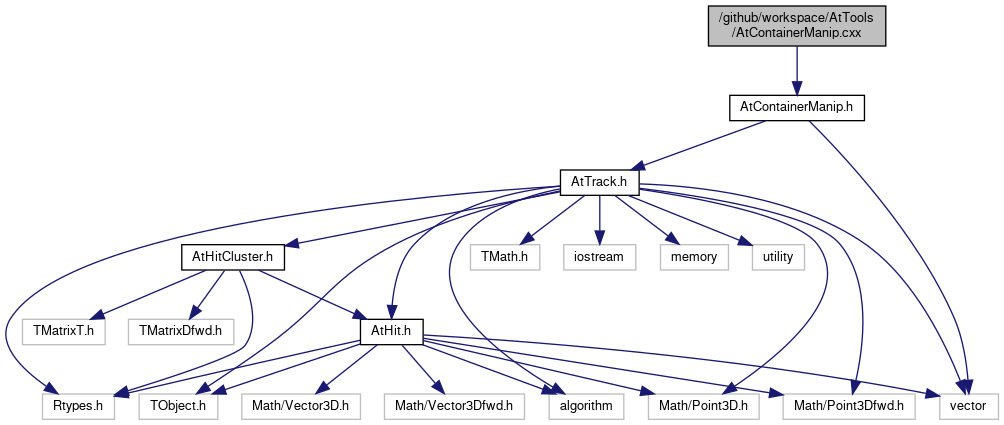 /github/workspace/AtTools
/AtContainerManip.cxx
AtContainerManip.h
AtTrack.h
AtHitCluster.h
TMath.h
iostream
memory
utility
TMatrixT.h
TMatrixDfwd.h
AtHit.h
Rtypes.h
TObject.h
Math/Vector3D.h
Math/Vector3Dfwd.h
algorithm
Math/Point3D.h
Math/Point3Dfwd.h
vector